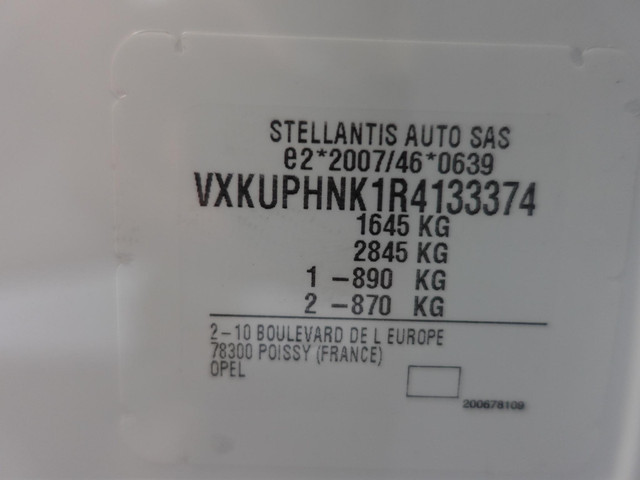 STELLANTIS AUTO SAS
e2*2007/46*0639
VXKUPHNK1R4133374
1645 KG
2845 KG
1 -890 KG
2 -870 KG
2-10 BOULEVARD DE L EUROPE
78300 POISSY (FRANCE)
OPEL
200678109